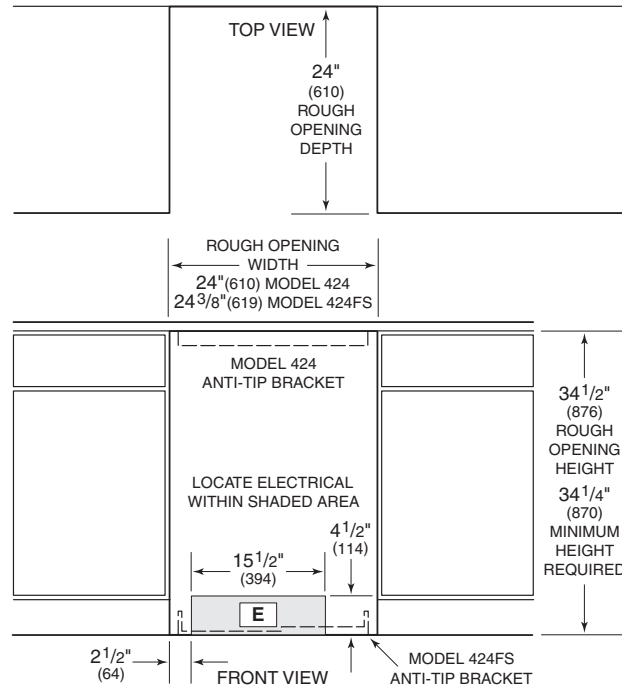 TOP VIEW
24"
(610)
ROUGH
OPENING
DEPTH
ROUGH OPENING
WIDTH
24"(610) MODEL 424
24 3/8"(619) MODEL 424FS
MODEL 424
ANTI-TIP BRACKET
34 1/2"
(876)
ROUGH
OPENING
HEIGHT
34 1/4"
(870)
MINIMUM
HEIGHT
REQUIRED
LOCATE ELECTRICAL
WITHIN SHADED AREA
4 1/2"
(114)
15 1/2"
(394)
E
2 1/2"
(64)
FRONT VIEW
MODEL 424FS
ANTI-TIP BRACKET